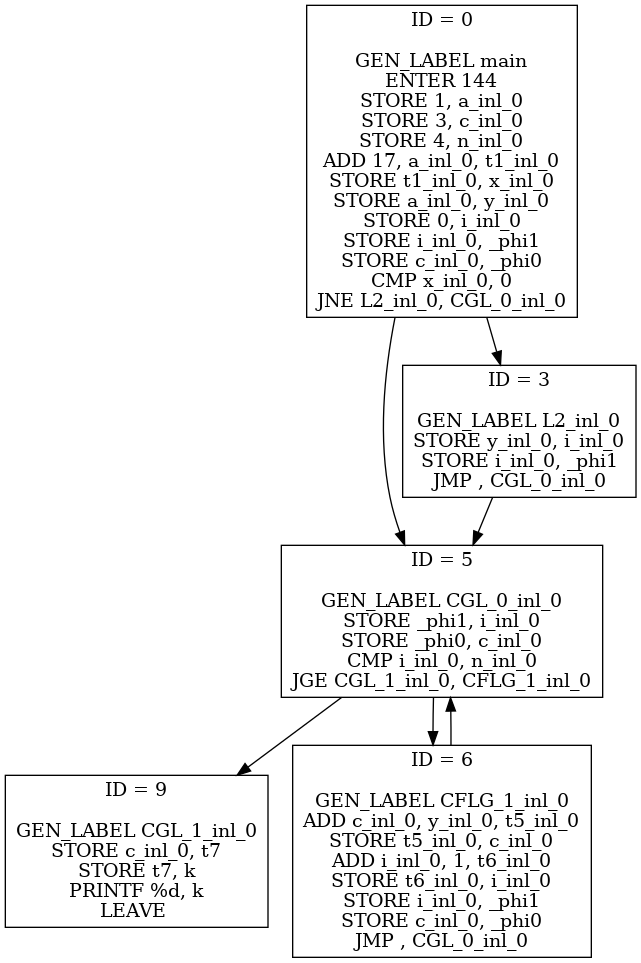 ID = 0
GEN_LABEL main
ENTER 144
STORE 1, a_inl_0
STORE 3, c_inl_0
STORE 4, n_inl_0
ADD 17, a_inl_0, t1_inl_0
STORE t1_inl_0, x_inl_0
STORE a_inl_0, y_inl_0
STORE 0, i_inl_0
STORE i_inl_0, _phi1
STORE c_inl_0, _phi0
CMP x_inl_0, 0
JNE L2_inl_0, CGL_0_inl_0
ID = 3
GEN_LABEL L2_inl_0
STORE y_inl_0, i_inl_0
STORE i_inl_0, _phi1
JMP , CGL_0_inl_0
ID = 5
GEN_LABEL CGL_0_inl_0
STORE _phi1, i_inl_0
STORE _phi0, c_inl_0
CMP i_inl_0, n_inl_0
JGE CGL_1_inl_0, CFLG_1_inl_0
ID = 9
GEN_LABEL CGL_1_inl_0
STORE c_inl_0, t7
STORE t7, k
PRINTF %d, k
LEAVE
ID = 6
GEN_LABEL CFLG_1_inl_0
ADD c_inl_0, y_inl_0, t5_inl_0
STORE t5_inl_0, c_inl_0
ADD i_inl_0, 1, t6_inl_0
STORE t6_inl_0, i_inl_0
STORE i_inl_0, _phi1
STORE c_inl_0, _phi0
JMP , CGL_0_inl_0